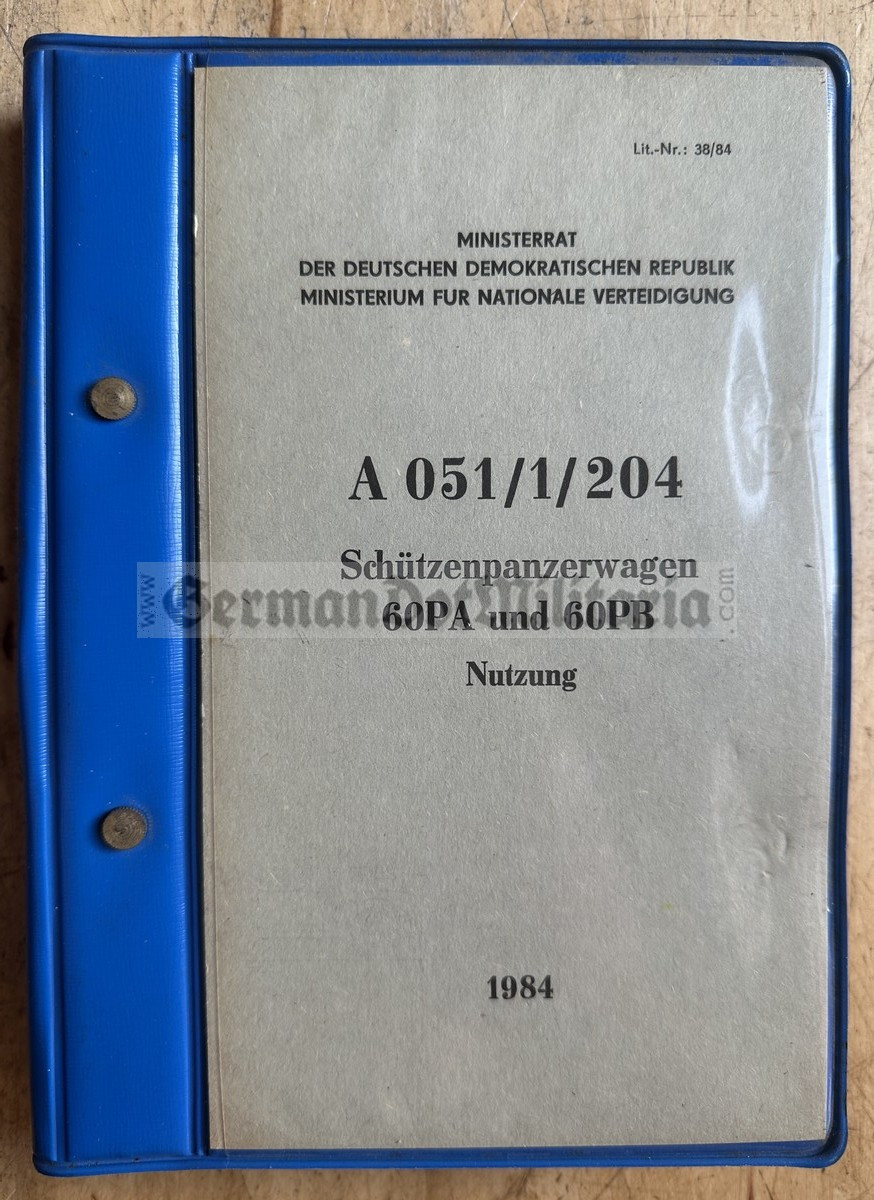 Lit.-Nr.: 38/84
MINISTERRAT
DER DEUTSCHEN DEMOKRATISCHEN REPUBLIK
MINISTERIUM FUR NATIONALE VERTEIDIGUNG
A 051/1/204
Schützenpanzerwagen
www.GermanDotMilitaria.com
60PA und 60PB
Nutzung
1984